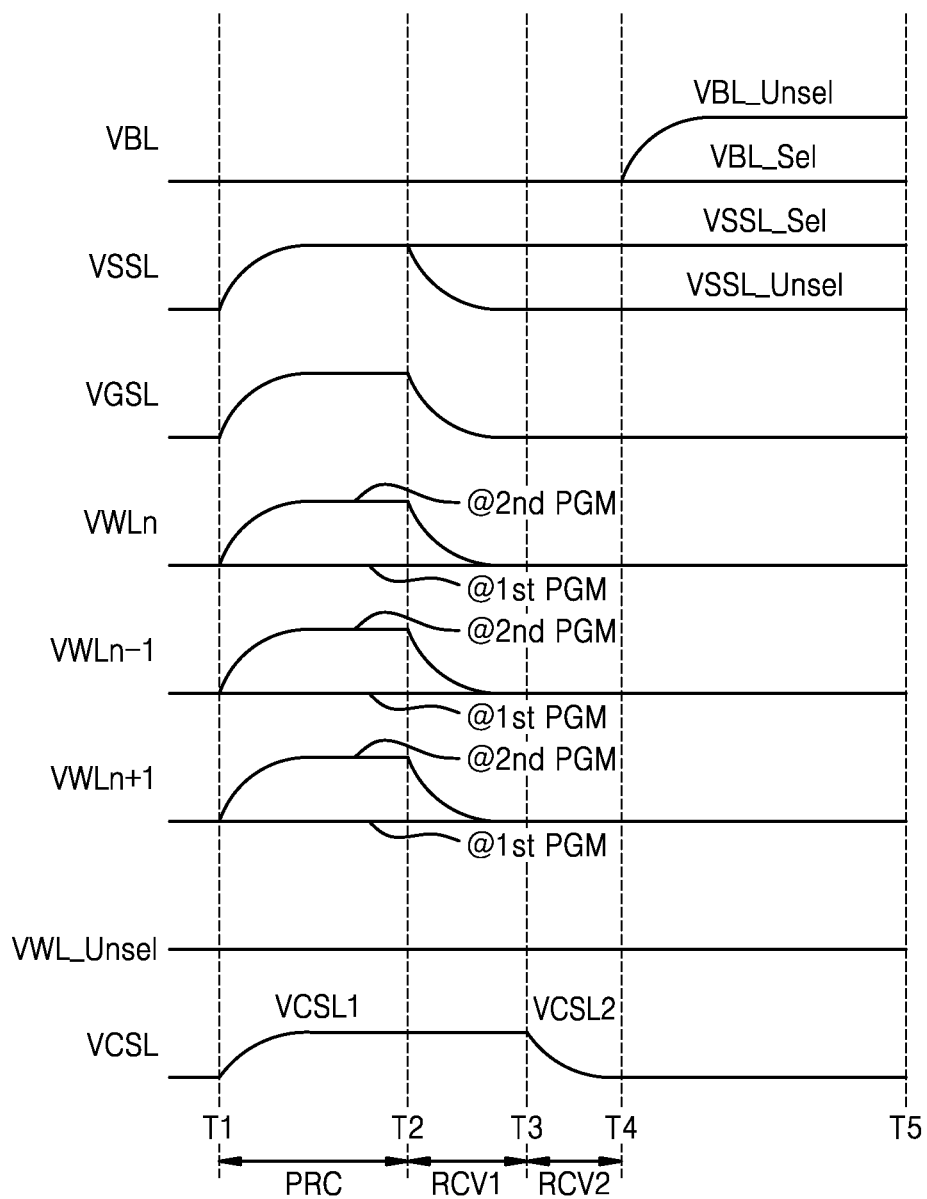 VBL
VBL_Unsel
VBL_Sel
VSSL
VSSL_Sel
VSSL_Unsel
VGSL
VWLn
@2nd PGM
@1st PGM
VWLn-1
@2nd PGM
@1st PGM
VWLn+1
@2nd PGM
@1st PGM
VWL_Unsel
VCSL
VCSL1
VCSL2
T1 T2 T3 T4 T5
PRC RCV1 RCV2